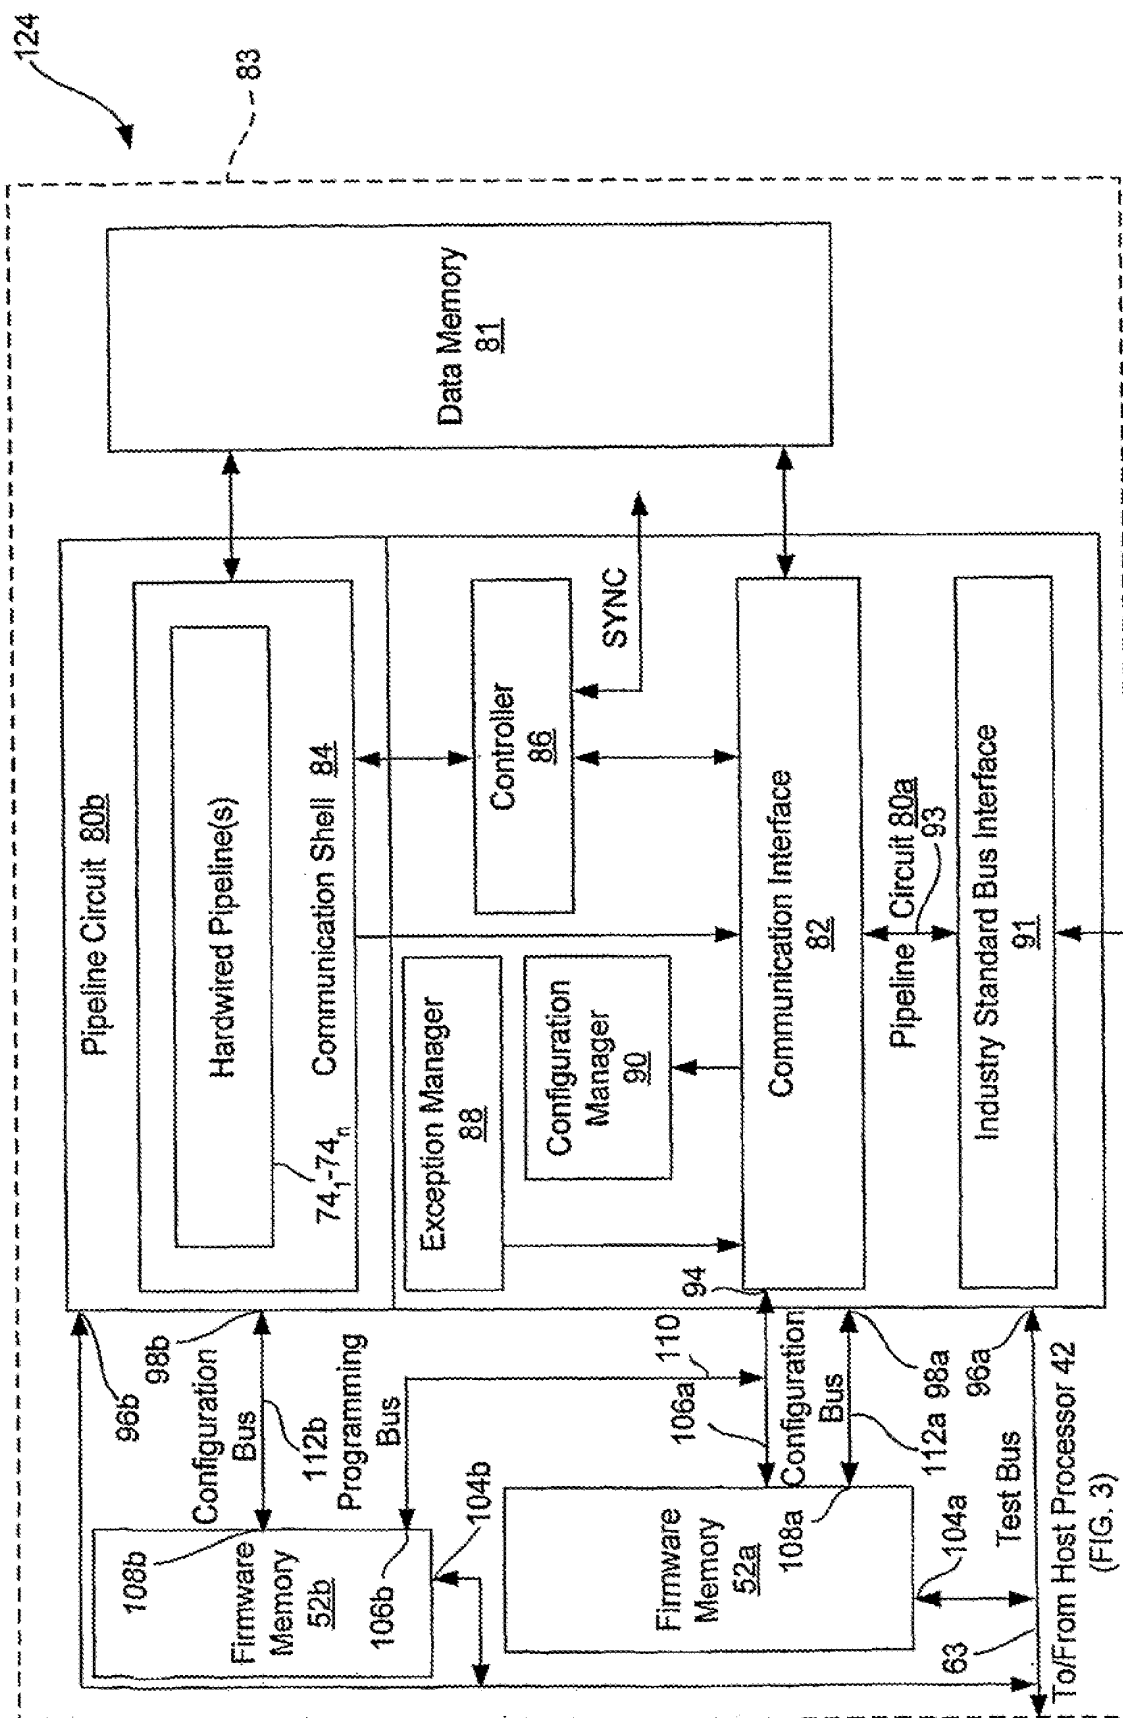 124
83
Data Memory
81
Pipeline Circuit 80b
Hardwired Pipeline(s)
74₁-74ₙ
Communication Shell 84
Controller
86
SYNC
Exception Manager
88
Configuration
Manager
90
Communication Interface
82
Pipeline Circuit 80a
93
Industry Standard Bus Interface
91
94
96b
98b
Configuration
Bus
112b
Programming
Bus
110
106a
Configuration
Bus
98a
96a
112a
108b
Firmware
Memory
52b
106b
104b
Firmware
Memory
52a
108a
104a
Test Bus
63
To/From Host Processor 42
(FIG. 3)